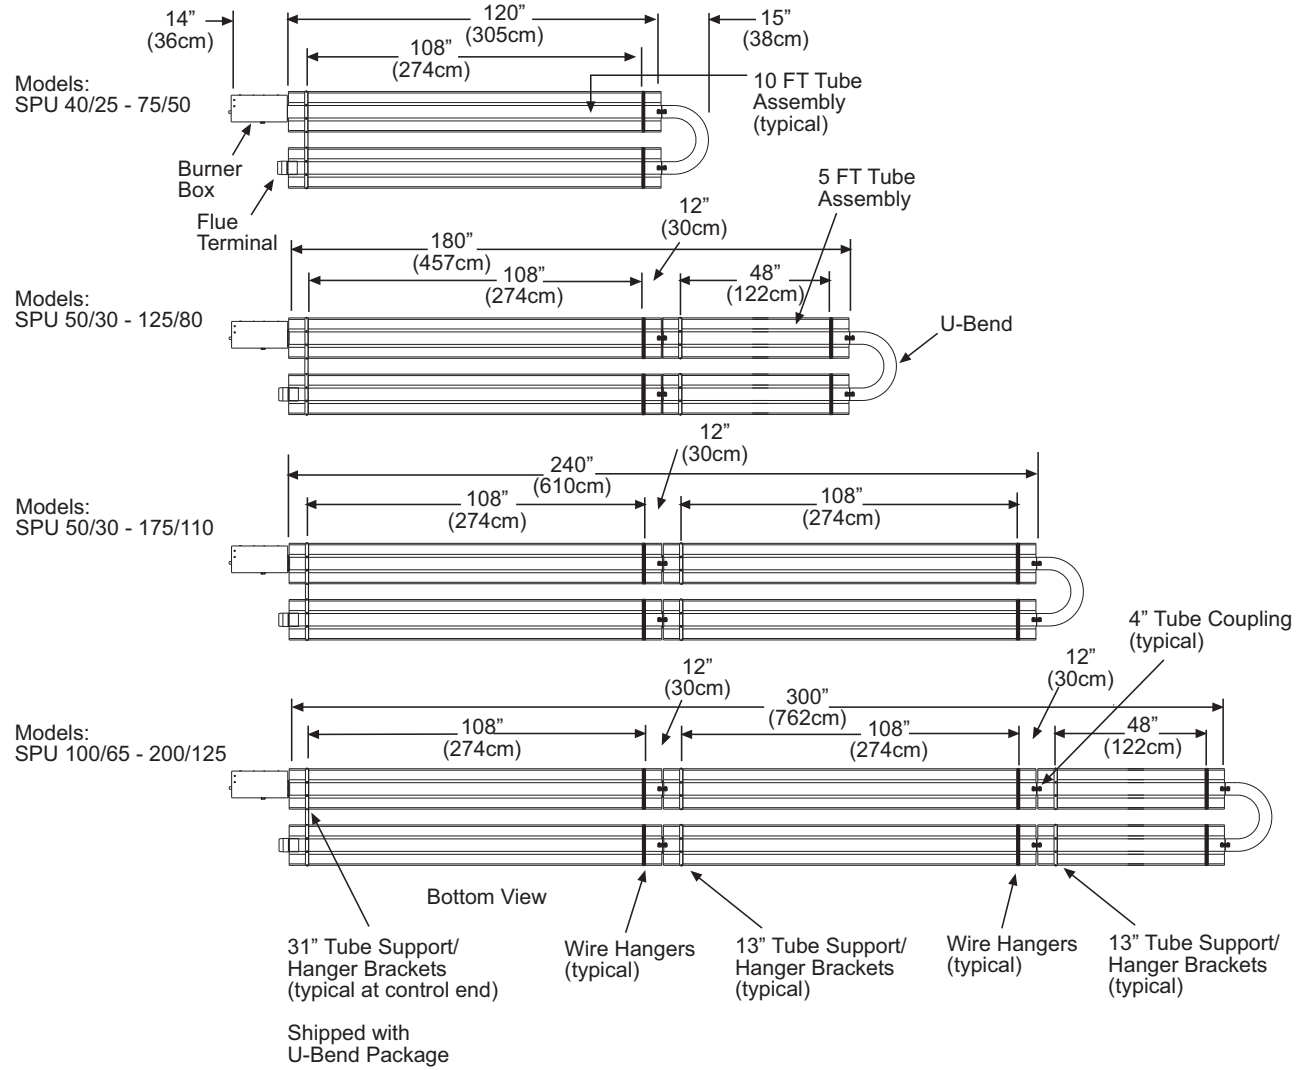 14”
(36cm)
120”
(305cm)
15”
(38cm)
108”
(274cm)
Models:
SPU 40/25 - 75/50
10 FT Tube
Assembly
(typical)
Burner
Box
Flue
Terminal
5 FT Tube
Assembly
12”
(30cm)
180”
(457cm)
108”
(274cm)
48”
(122cm)
Models:
SPU 50/30 - 125/80
U-Bend
12”
(30cm)
240”
(610cm)
108”
(274cm)
108”
(274cm)
Models:
SPU 50/30 - 175/110
4” Tube Coupling
(typical)
12”
(30cm)
12”
(30cm)
300”
(762cm)
108”
(274cm)
108”
(274cm)
48”
(122cm)
Models:
SPU 100/65 - 200/125
Bottom View
31” Tube Support/
Hanger Brackets
(typical at control end)
Shipped with
U-Bend Package
Wire Hangers
(typical)
13” Tube Support/
Hanger Brackets
(typical)
Wire Hangers
(typical)
13” Tube Support/
Hanger Brackets
(typical)